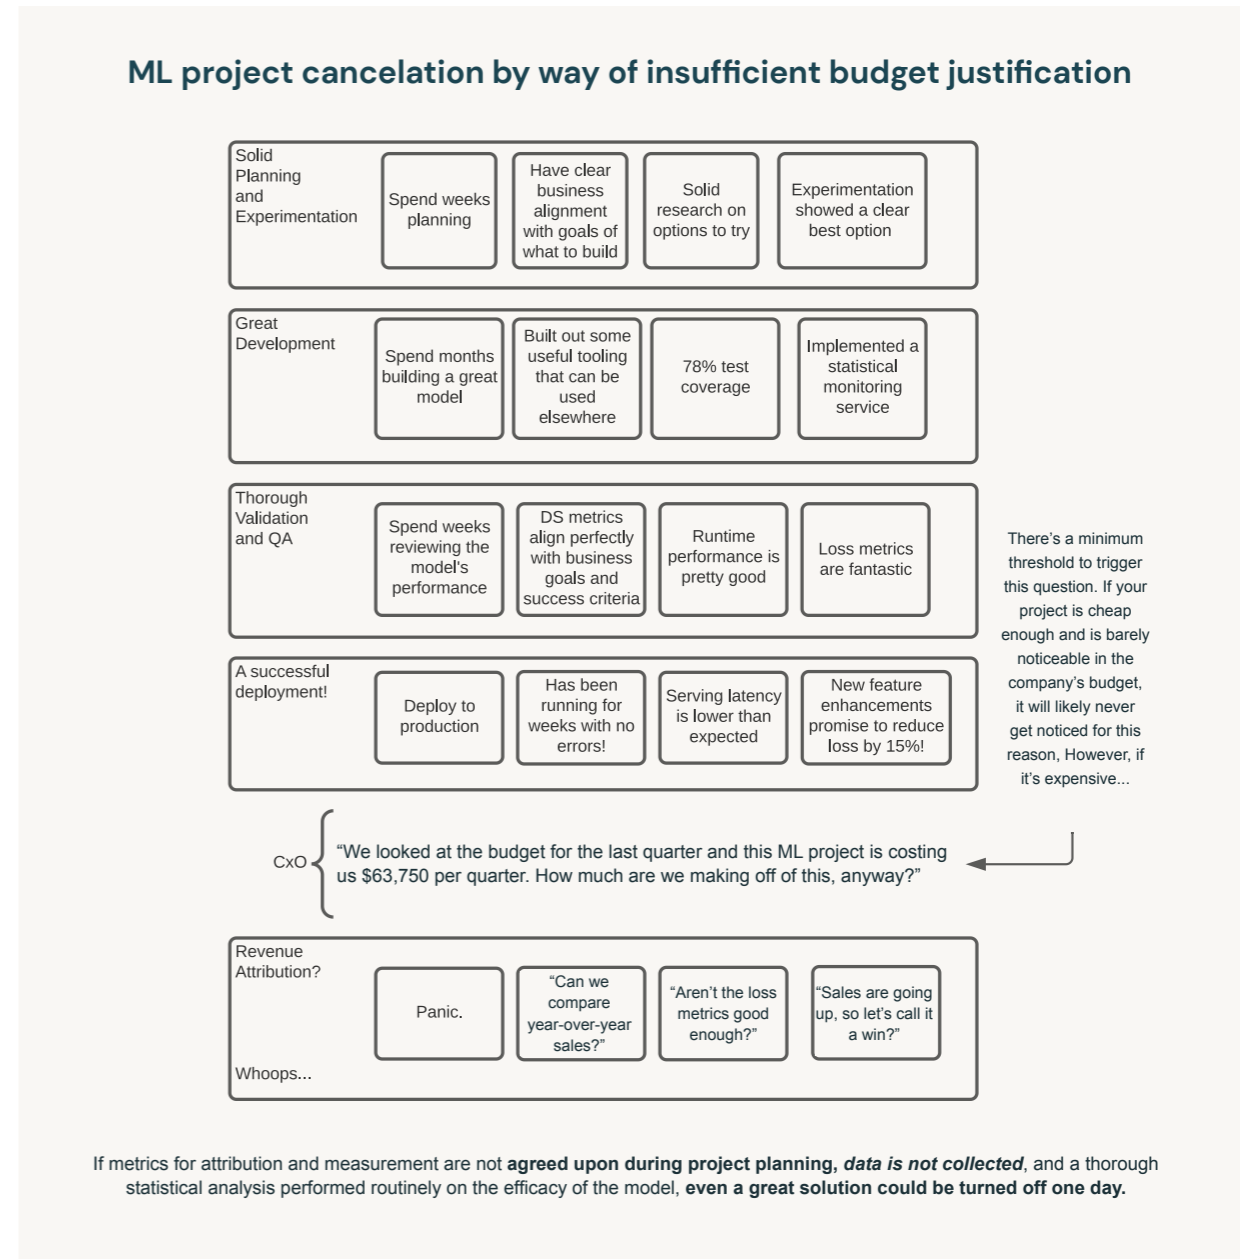 ML project cancelation by way of insufficient budget justification
Solid
Planning
and
Experimentation
Spend weeks
planning
Have clear
business
alignment
with goals of
what to build
Solid
research on
options to try
Experimentation
showed a clear
best option
Great
Development
Spend months
building a great
model
Built out some
useful tooling
that can be
used
elsewhere
78% test
coverage
Implemented a
statistical
monitoring
service
Thorough
Validation
and QA
Spend weeks
reviewing the
model's
performance
DS metrics
align perfectly
with business
goals and
success criteria
Runtime
performance is
pretty good
Loss metrics
are fantastic
There’s a minimum
threshold to trigger
this question. If your
project is cheap
enough and is barely
noticeable in the
company’s budget,
it will likely never
get noticed for this
reason, However, if
it’s expensive...
A successful
deployment!
Deploy to
production
Has been
running for
weeks with no
errors!
Serving latency
is lower than
expected
New feature
enhancements
promise to reduce
loss by 15%!
CxO
“We looked at the budget for the last quarter and this ML project is costing
us $63,750 per quarter. How much are we making off of this, anyway?”
Revenue
Attribution?
Whoops...
Panic.
“Can we
compare
year-over-year
sales?”
“Aren’t the loss
metrics good
enough?”
“Sales are going
up, so let’s call it
a win?”
If metrics for attribution and measurement are not agreed upon during project planning, data is not collected, and a thorough
statistical analysis performed routinely on the efficacy of the model, even a great solution could be turned off one day.